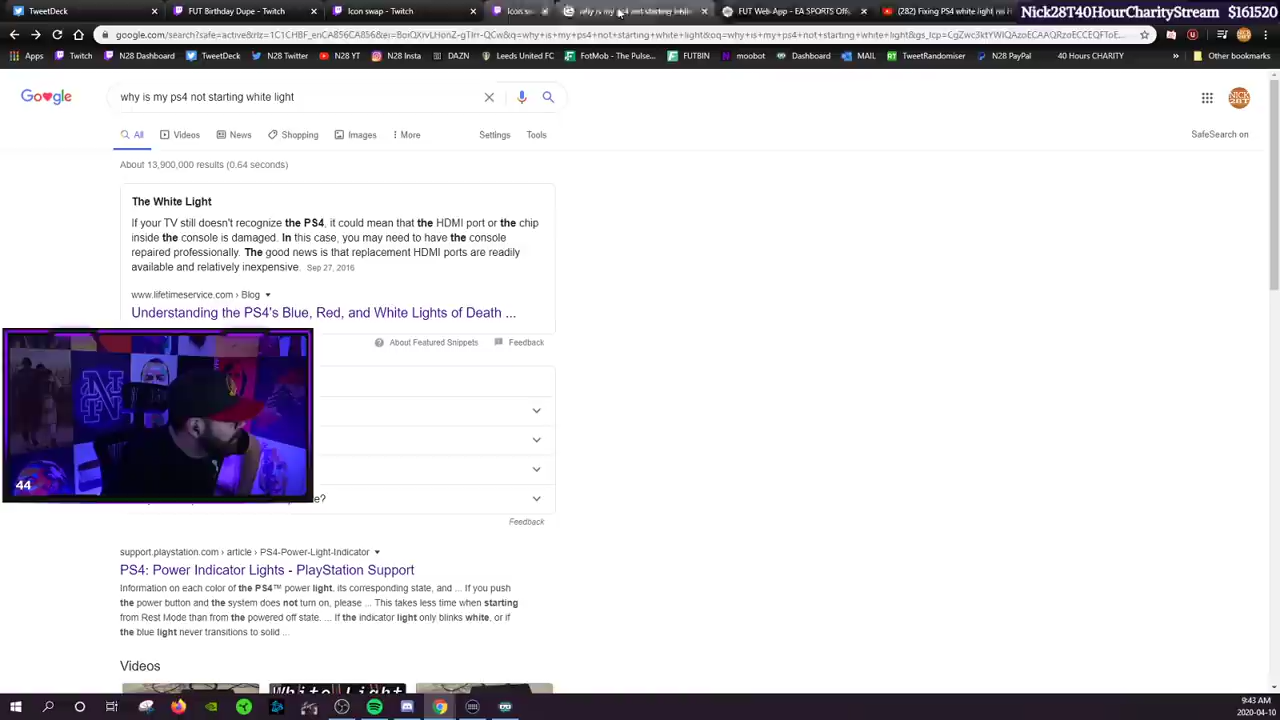 TweetDeck
FUT Birthday Dupe - Twitch
Icon swap - Twitch
Icon s
why is my ps4 not starting white
FUT Web-App - EA SPORTS Offi
(282) Fixing PS4 white light
Nick28T40HourCharityStream $161520
Apps
Twitch
N28 Dashboard
TweetDeck
N28 Twitter
N28 YT
N28 Insta
DAZN
Leeds United F.C.
FotMob - The Pulse...
FUTBIN
moobot
Dashboard
MAIL
TweetRandomiser
N28 PayPal
40 Hours CHARITY
»
Other bookmarks
Google
why is my ps4 not starting white light
All
Videos
News
Shopping
Images
More
Settings
Tools
SafeSearch on
About 13,900,000 results (0.64 seconds)
The White Light
If your TV still doesn't recognize the PS4, it could mean that the HDMI port or the chip
inside the console is damaged. In this case, you may need to have the console
repaired professionally. The good news is that replacement HDMI ports are readily
available and relatively inexpensive. Sep 27, 2016
www.lifetimeservice.com › Blog
Understanding the PS4's Blue, Red, and White Lights of Death ...
About Featured Snippets
Feedback
44
?
Feedback
support.playstation.com › article › PS4-Power-Light-Indicator
PS4: Power Indicator Lights - PlayStation Support
Information on each color of the PS4™ power light, its corresponding state, and ... If you push
the power button and the system does not turn on, please ... This takes less time when starting
from Rest Mode than from the powered off state. ... If the indicator light only blinks white, or if
the blue light never transitions to solid ...
Videos
White Light
9:43 AM
2020-04-10